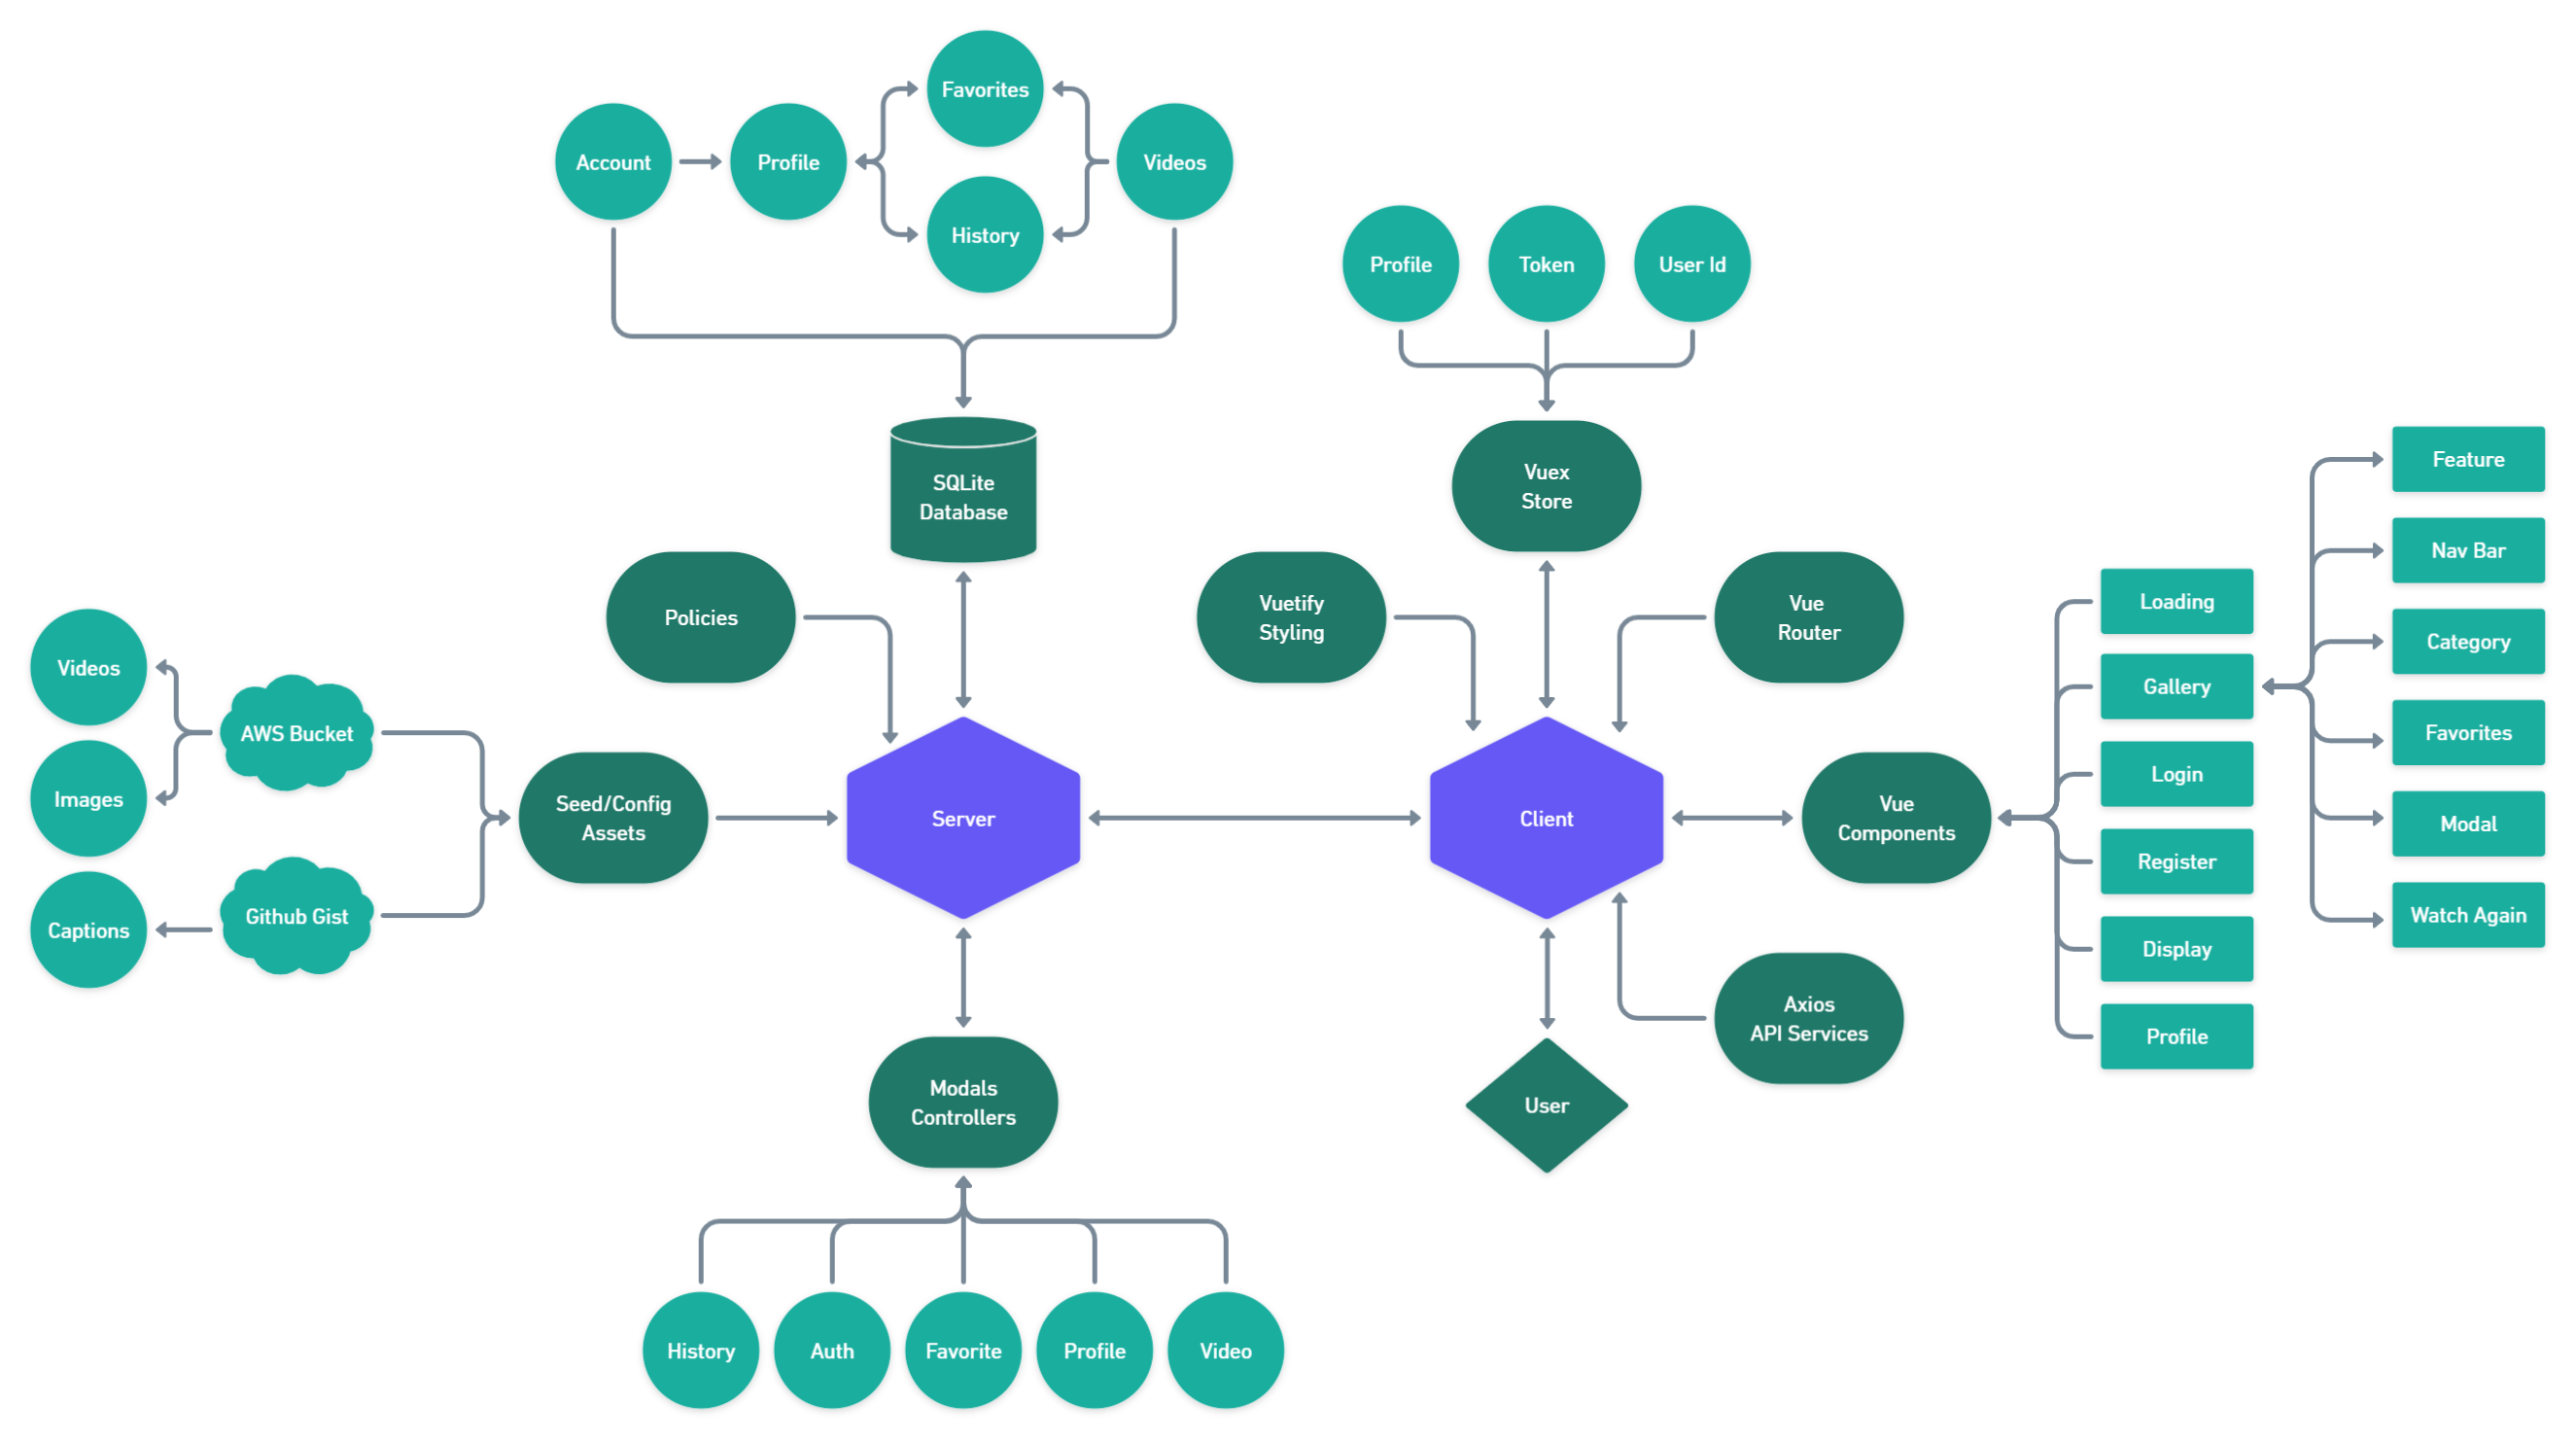 Favorites
Account
Profile
Videos
History
Profile
Token
User Id
SQLite
Database
Vuex
Store
Feature
Nav Bar
Policies
Vuetify
Styling
Vue
Router
Loading
Category
Videos
AWS Bucket
Gallery
Favorites
Images
Seed/Config
Assets
Server
Client
Vue
Components
Login
Modal
Captions
Github Gist
Register
Watch Again
Display
Axios
API Services
Profile
Modals
Controllers
User
History
Auth
Favorite
Profile
Video